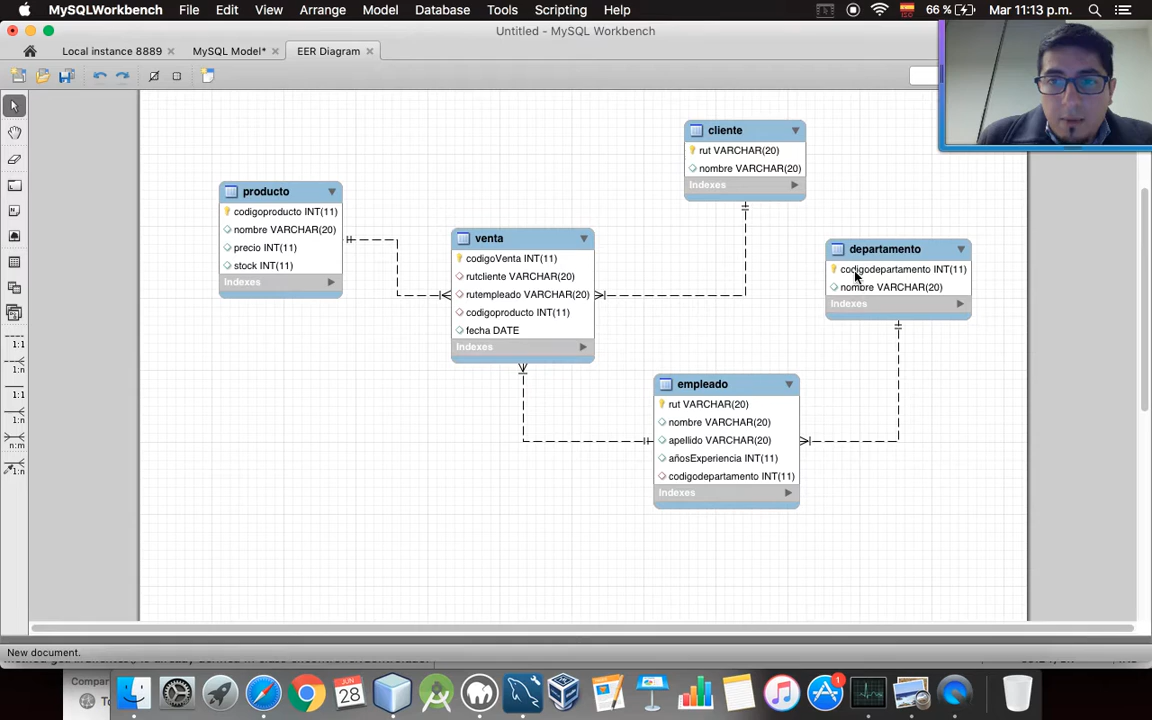 MySQLWorkbench File Edit View Arrange Model Database Tools Scripting Help 66 % Mar 11:13 p.m.
Untitled - MySQL Workbench
Local instance 8889 MySQL Model* EER Diagram
cliente
rut VARCHAR(20)
nombre VARCHAR(20)
Indexes
producto
codigoproducto INT(11)
nombre VARCHAR(20)
precio INT(11)
stock INT(11)
Indexes
venta
codigoVenta INT(11)
rutcliente VARCHAR(20)
rutempleado VARCHAR(20)
codigoproducto INT(11)
fecha DATE
Indexes
departamento
codigodepartamento INT(11)
nombre VARCHAR(20)
Indexes
empleado
rut VARCHAR(20)
nombre VARCHAR(20)
apellido VARCHAR(20)
añosExperiencia INT(11)
codigodepartamento INT(11)
Indexes
1:1
1:n
1:1
1:n
n:m
1:n
New document.
Compar
JUN
28
1